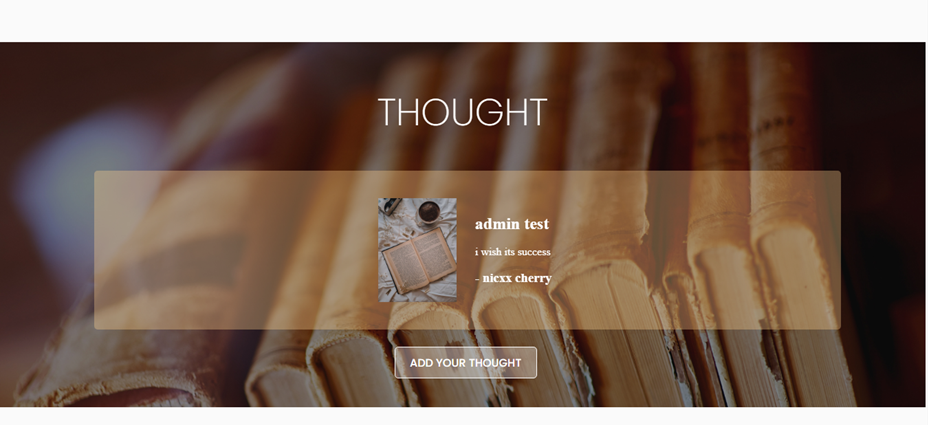 THOUGHT
admin test
i wish its success
- nicxx cherry
ADD YOUR THOUGHT